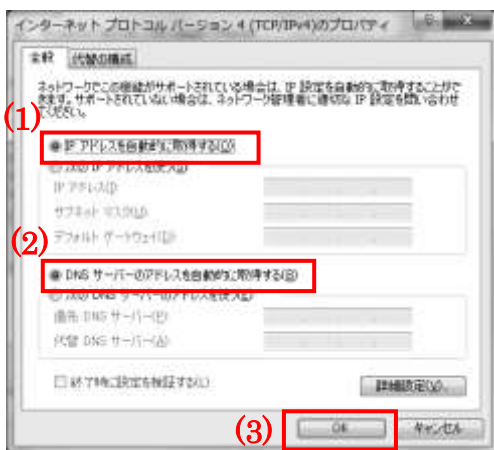 インターネット プロトコル バージョン 4 (TCP/IPv4)のプロパティ
全般 代替の構成
ネットワークでこの機能がサポートされている場合は、IP 設定を自動的に取得することがで
きます。サポートされていない場合は、ネットワーク管理者に適切な IP 設定を問い合わせ
てください。
(1)
IP アドレスを自動的に取得する(O)
次の IP アドレスを使う(S)
IP アドレス(I)
サブネット マスク(U)
(2)
デフォルト ゲートウェイ(D)
DNS サーバーのアドレスを自動的に取得する(B)
次の DNS サーバーのアドレスを使う(E)
優先 DNS サーバー(P)
代替 DNS サーバー(A)
終了時に設定を検証する(L)
詳細設定(V)...
(3)
OK
キャンセル